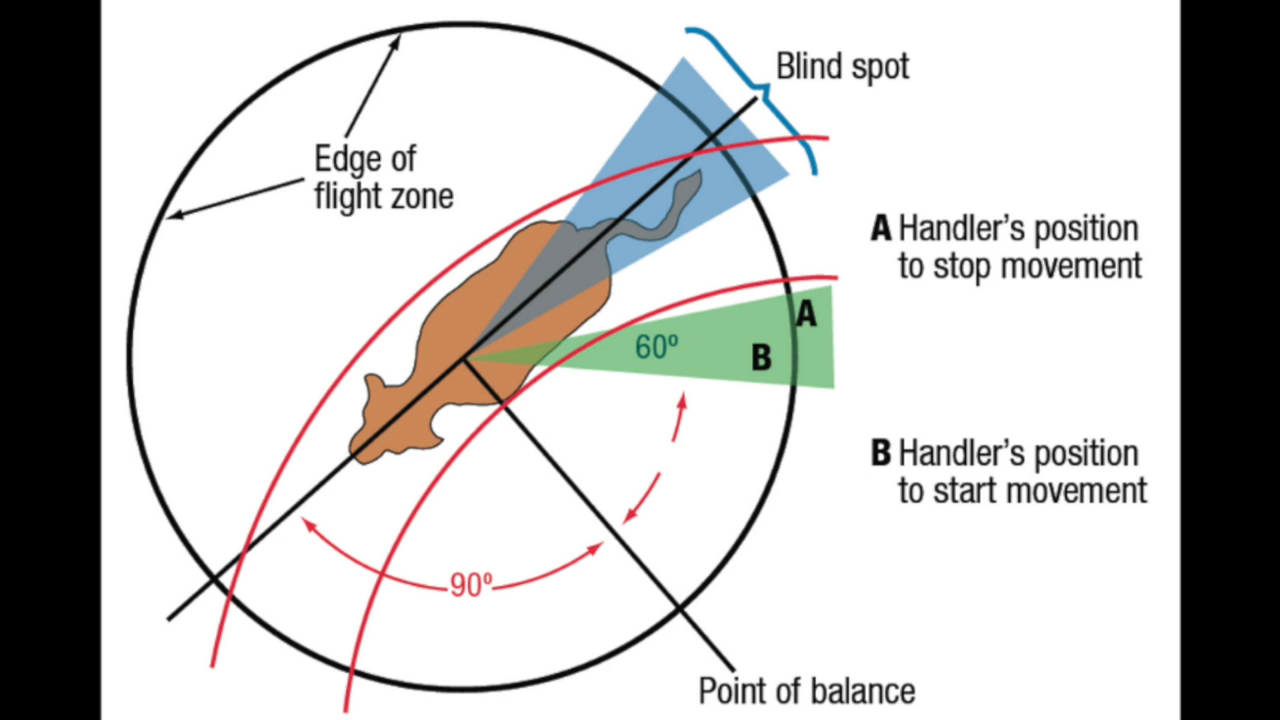 Blind spot
Edge of
flight zone
A Handler's position
to stop movement
A
60º
B
B Handler's position
to start movement
90º
Point of balance